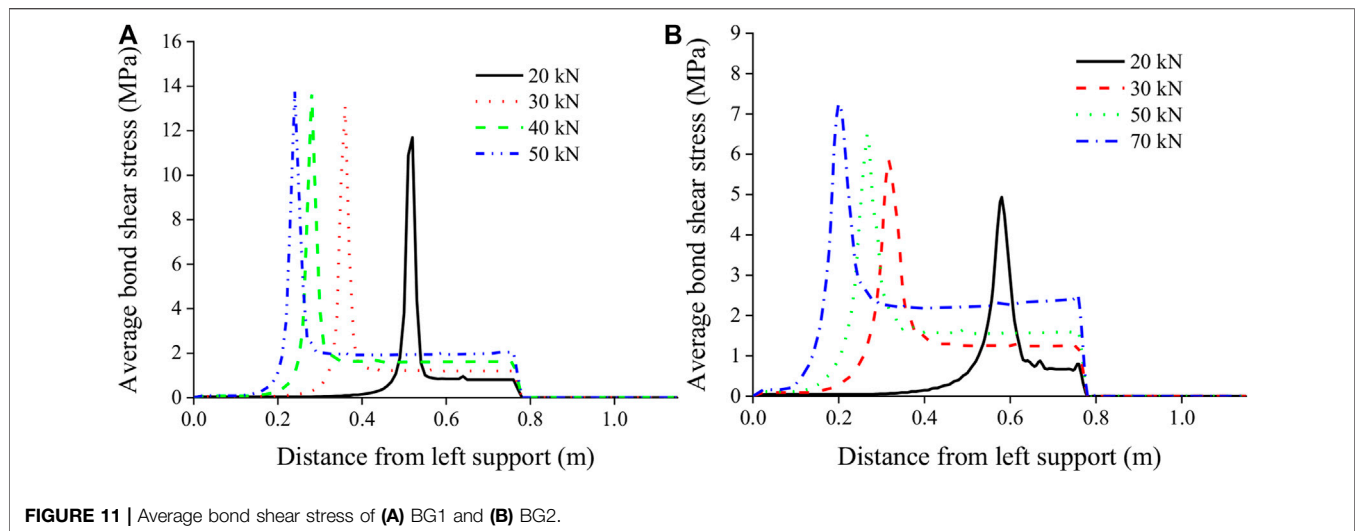 A
Average bond shear stress (MPa)
16
14
12
10
8
6
4
2
0
0.0 0.2 0.4 0.6 0.8 1.0
Distance from left support (m)
20 kN
30 kN
40 kN
50 kN
B
Average bond shear stress (MPa)
9
8
7
6
5
4
3
2
1
0
0.0 0.2 0.4 0.6 0.8 1.0
Distance from left support (m)
20 kN
30 kN
50 kN
70 kN
FIGURE 11 | Average bond shear stress of (A) BG1 and (B) BG2.